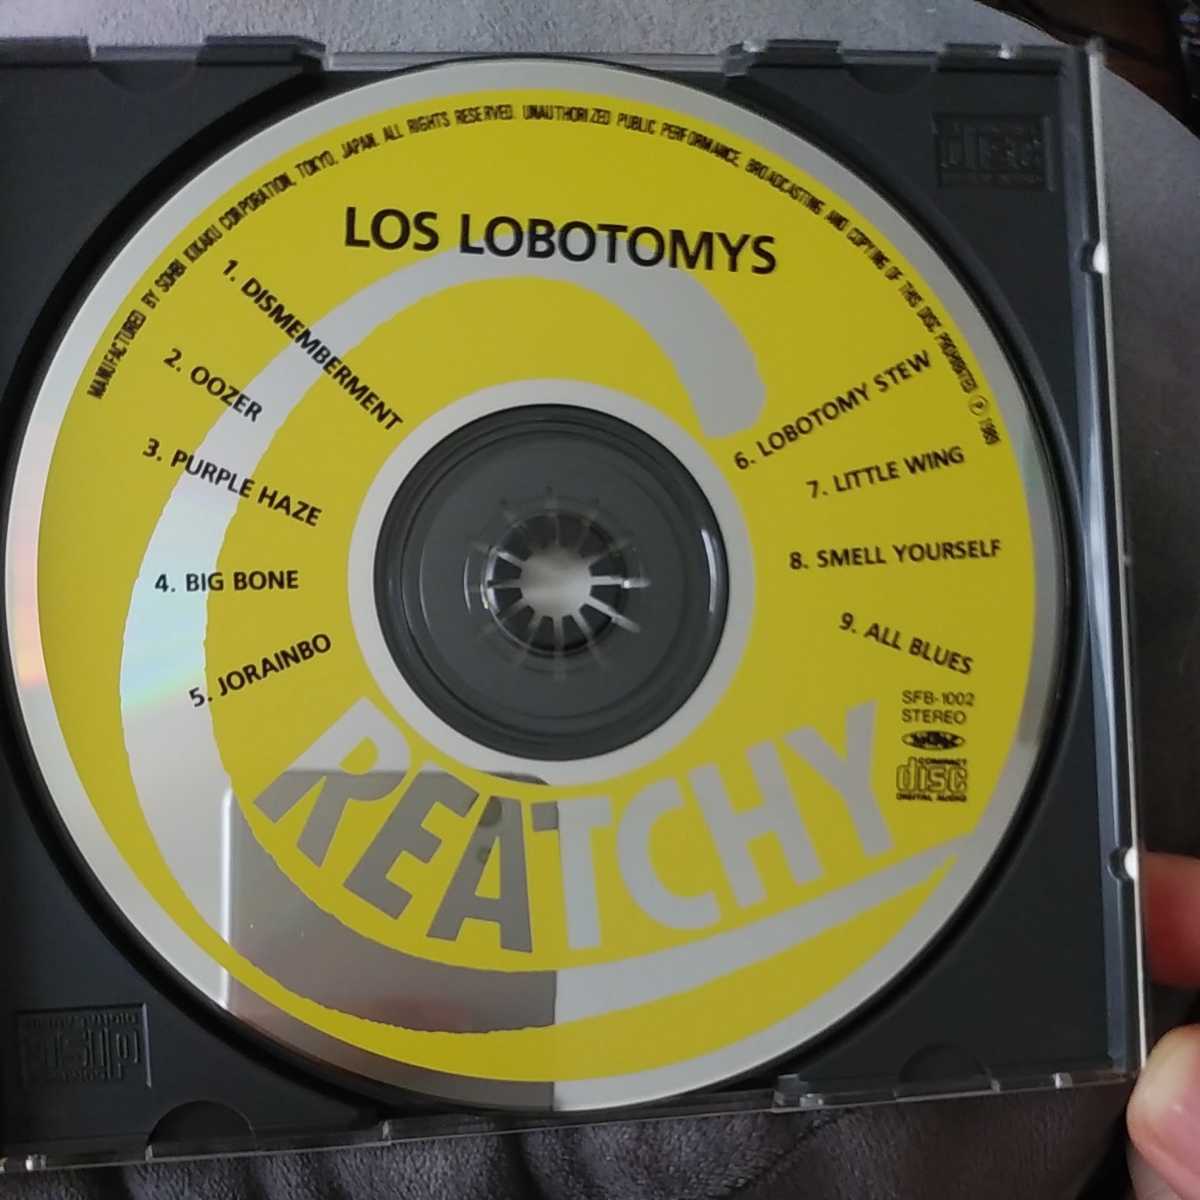 MANUFACTURED BY SOHBI KIKAKU CORPORATION, TOKYO, JAPAN. ALL RIGHTS RESERVED. UNAUTHORIZED PUBLIC PERFORMANCE, BROADCASTING AND COPYING OF THIS DISC PROHIBITED Ⓟ 1989
LOS LOBOTOMYS
1. DISMEMBERMENT
2. OOZER
3. PURPLE HAZE
4. BIG BONE
5. JORAINBO
6. LOBOTOMY STEW
7. LITTLE WING
8. SMELL YOURSELF
9. ALL BLUES
SFB-1002
STEREO
COMPACT
disc
DIGITAL AUDIO
CREATCHY